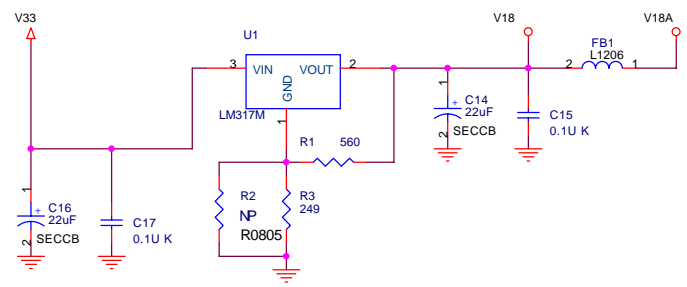 V33
U1
V18
V18A
FB1
L1206
3
VIN
VOUT
2
2
1
GND
LM317M
1
R1
560
1
C14
22uF
2
SECCB
C15
0.1U K
1
C16
22uF
2
SECCB
C17
0.1U K
R2
NP
R0805
R3
249
+
+